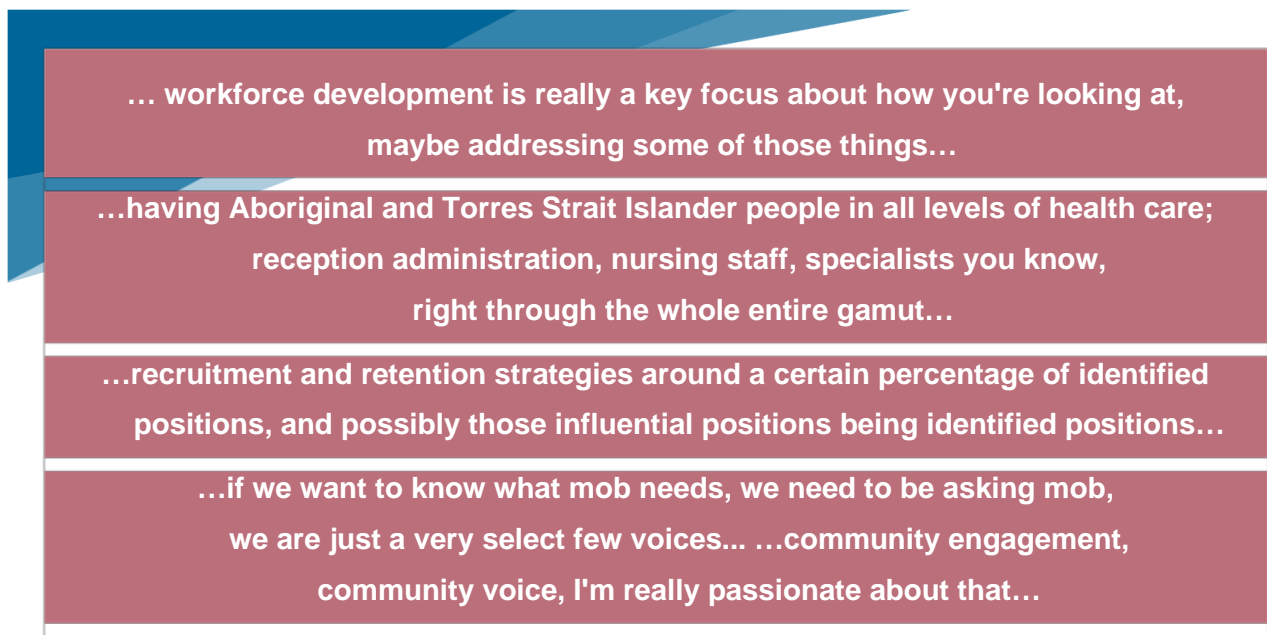 … workforce development is really a key focus about how you're looking at,
maybe addressing some of those things…
…having Aboriginal and Torres Strait Islander people in all levels of health care;
reception administration, nursing staff, specialists you know,
right through the whole entire gamut…
…recruitment and retention strategies around a certain percentage of identified
positions, and possibly those influential positions being identified positions…
…if we want to know what mob needs, we need to be asking mob,
we are just a very select few voices... …community engagement,
community voice, I'm really passionate about that…